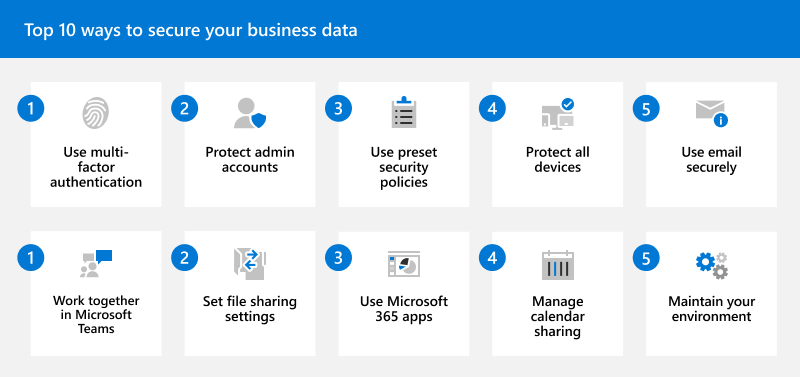 Top 10 ways to secure your business data
1
Use multi-
factor
authentication
2
Protect admin
accounts
3
Use preset
security
policies
4
Protect all
devices
5
Use email
securely
1
Work together
in Microsoft
Teams
2
Set file sharing
settings
3
Use Microsoft
365 apps
4
Manage
calendar
sharing
5
Maintain your
environment